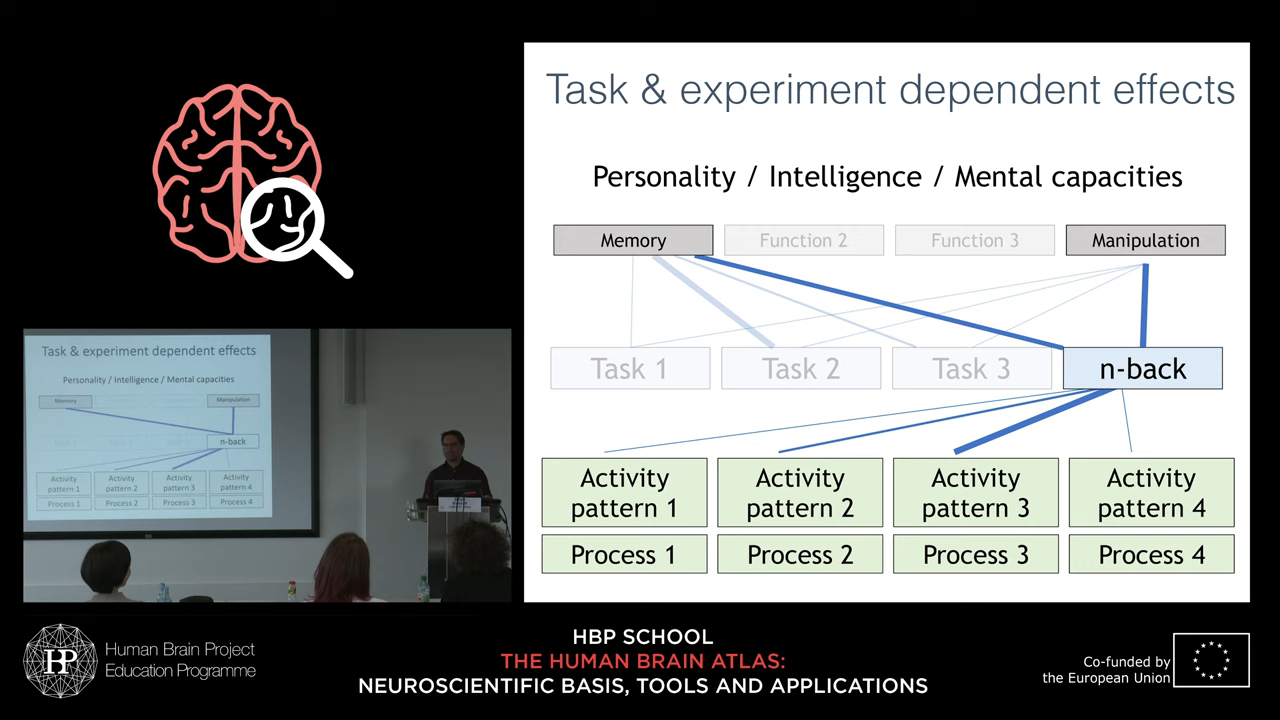 Task & experiment dependent effects
Personality / Intelligence / Mental capacities
Memory
Function 2
Function 3
Manipulation
Task 1
Task 2
Task 3
n-back
Activity
pattern 1
Activity
pattern 2
Activity
pattern 3
Activity
pattern 4
Process 1
Process 2
Process 3
Process 4
Task & experiment dependent effects
Personality / Intelligence / Mental capacities
Memory
Manipulation
n-back
Activity
pattern 1
Activity
pattern 2
Activity
pattern 3
Activity
pattern 4
Process 1
Process 2
Process 3
Process 4
HBP
Human Brain Project
Education Programme
HBP SCHOOL
THE HUMAN BRAIN ATLAS:
NEUROSCIENTIFIC BASIS, TOOLS AND APPLICATIONS
Co-funded by
the European Union